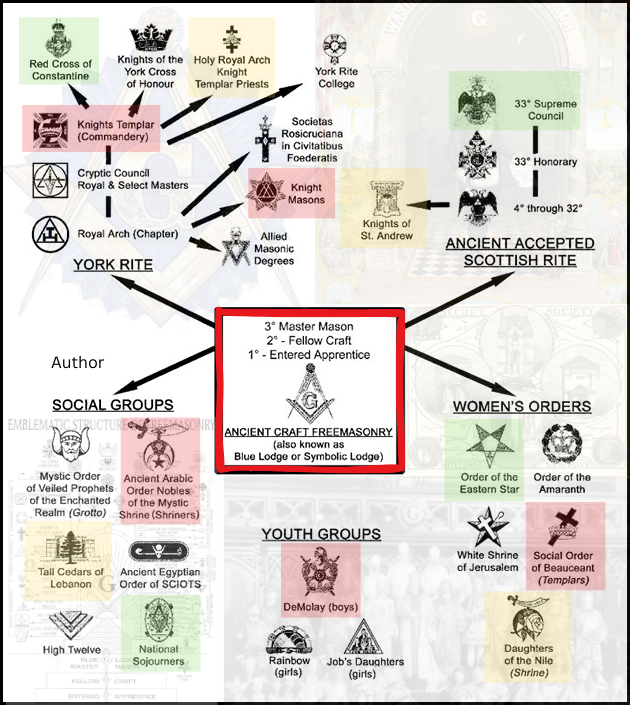 Red Cross of
Constantine
Knights of the
York Cross
of Honour
Holy Royal Arch
Knight
Templar Priests
York Rite
College
Knights Templar
(Commandery)
Societas
Rosicruciana
in Civitatibus
Foederatis
Cryptic Council
Royal & Select Masters
Knight
Masons
Royal Arch (Chapter)
Allied
Masonic
Degrees
YORK RITE
33° Supreme
Council
33° Honorary
4° through 32°
Knights of
St. Andrew
ANCIENT ACCEPTED
SCOTTISH RITE
3° Master Mason
2° - Fellow Craft
1° - Entered Apprentice
G
ANCIENT CRAFT FREEMASONRY
(also known as
Blue Lodge or Symbolic Lodge)
Author
SOCIAL GROUPS
EMBLEMATIC STRUCTURE FREEMASONRY
Mystic Order
of Veiled Prophets
of the Enchanted
Realm (Grotto)
Ancient Arabic
Order Nobles
of the Mystic
Shrine (Shriners)
Tall Cedars of
Lebanon
Ancient Egyptian
Order of SCIOTS
High Twelve
National
Sojourners
BLUE LODGE
MASTER MASON
FELLOW CRAFT
ENTERED APPRENTICE
YOUTH GROUPS
DeMolay (boys)
Rainbow
(girls)
Job's Daughters
(girls)
WOMEN'S ORDERS
Order of the
Eastern Star
Order of the
Amaranth
White Shrine
of Jerusalem
Social Order
of Beauceant
(Templars)
Daughters
of the Nile
(Shrine)